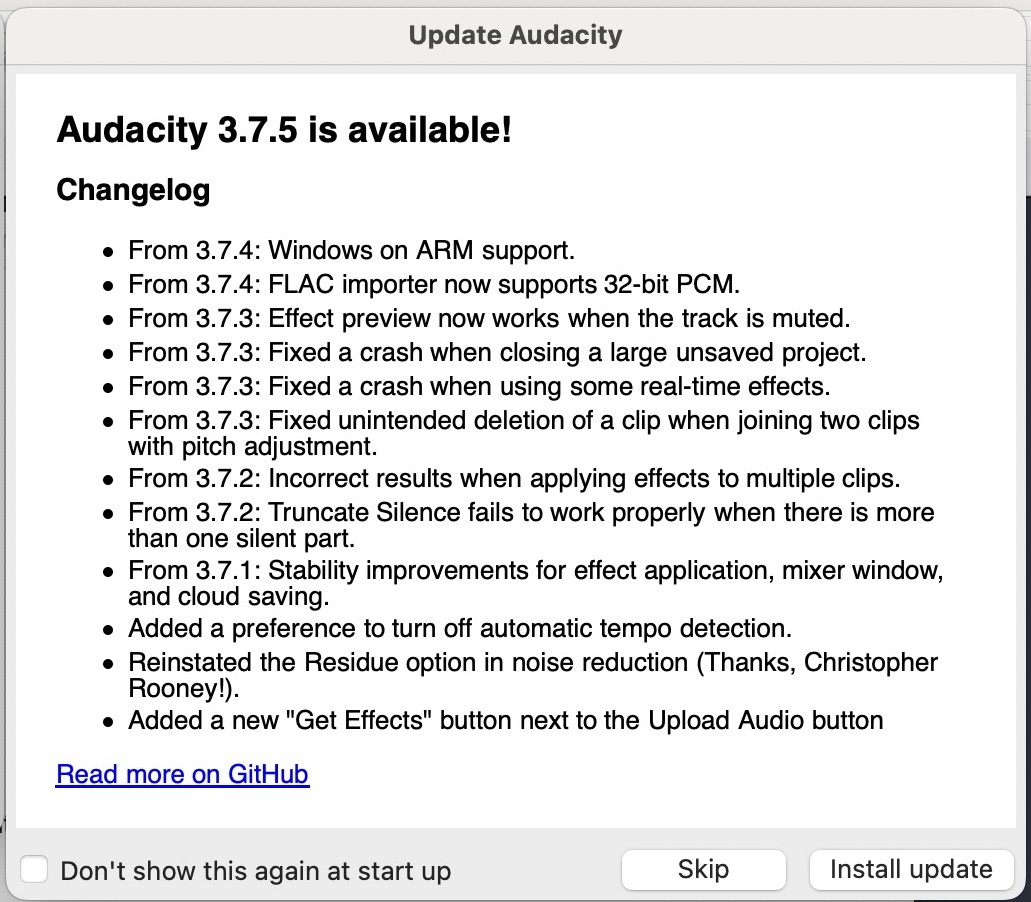 Update Audacity
Audacity 3.7.5 is available!
Changelog
• From 3.7.4: Windows on ARM support.
• From 3.7.4: FLAC importer now supports 32-bit PCM.
• From 3.7.3: Effect preview now works when the track is muted.
• From 3.7.3: Fixed a crash when closing a large unsaved project.
• From 3.7.3: Fixed a crash when using some real-time effects.
• From 3.7.3: Fixed unintended deletion of a clip when joining two clips
with pitch adjustment.
• From 3.7.2: Incorrect results when applying effects to multiple clips.
• From 3.7.2: Truncate Silence fails to work properly when there is more
than one silent part.
• From 3.7.1: Stability improvements for effect application, mixer window,
and cloud saving.
• Added a preference to turn off automatic tempo detection.
• Reinstated the Residue option in noise reduction (Thanks, Christopher
Rooney!).
• Added a new "Get Effects" button next to the Upload Audio button
Read more on GitHub
Don't show this again at start up
Skip
Install update